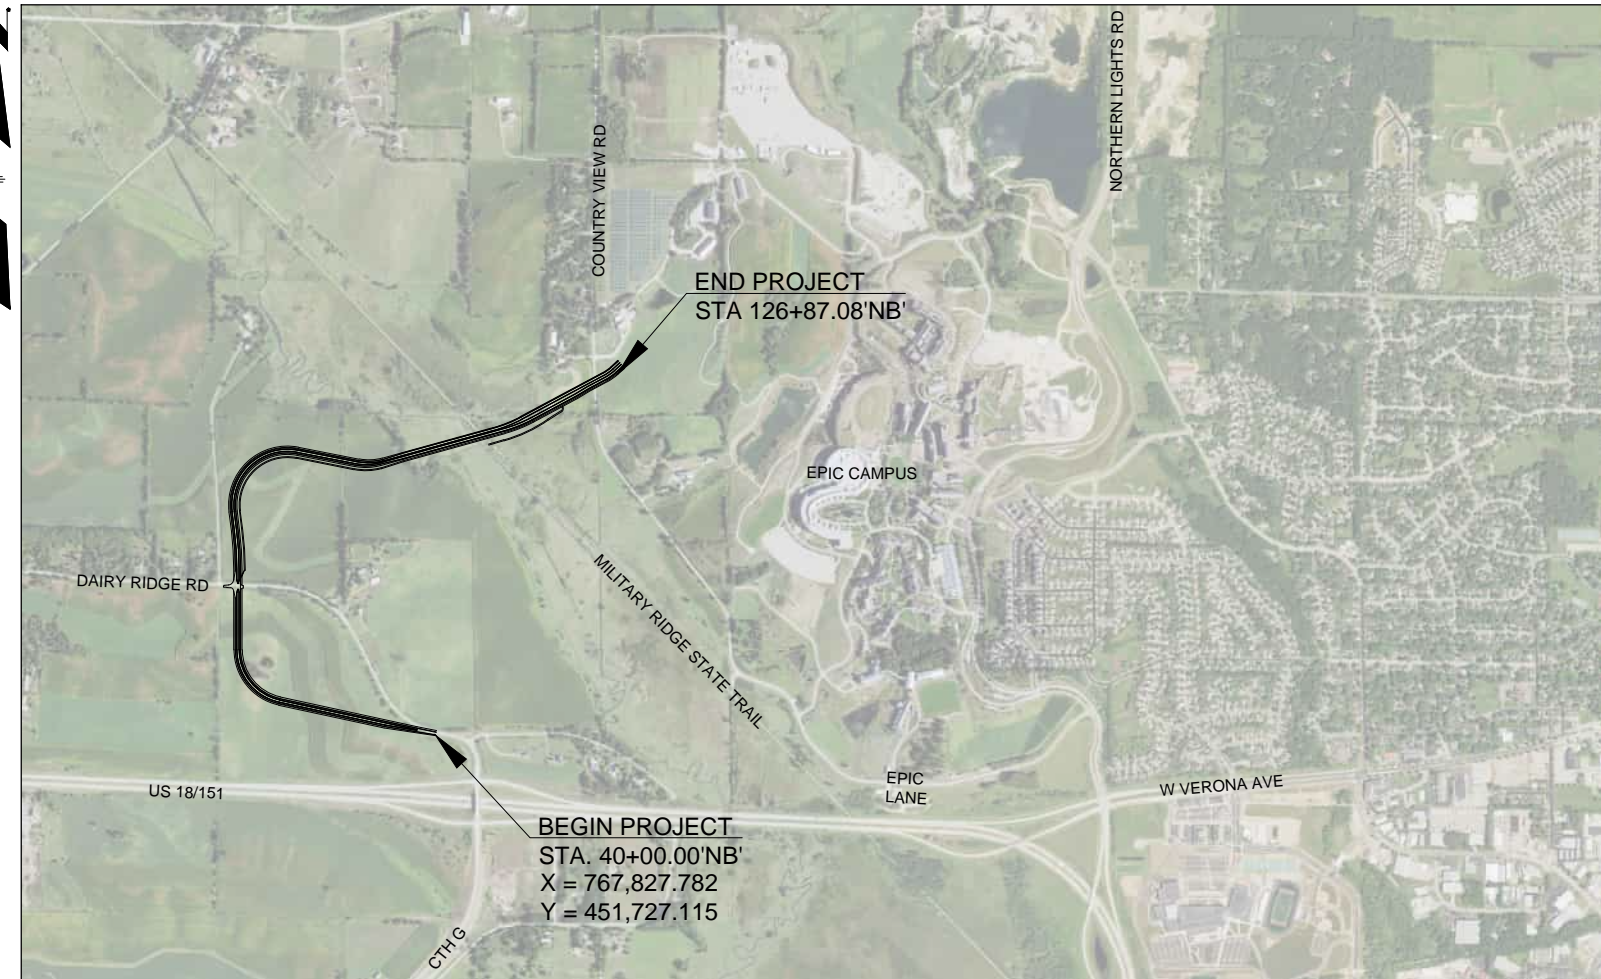 NORTHERN LIGHTS RD
COUNTRY VIEW RD
END PROJECT
STA 126+87.08'NB'
EPIC CAMPUS
DAIRY RIDGE RD
MILITARY RIDGE STATE TRAIL
US 18/151
EPIC
LANE
W VERONA AVE
BEGIN PROJECT
STA. 40+00.00'NB'
X = 767,827.782
Y = 451,727.115
CTH G